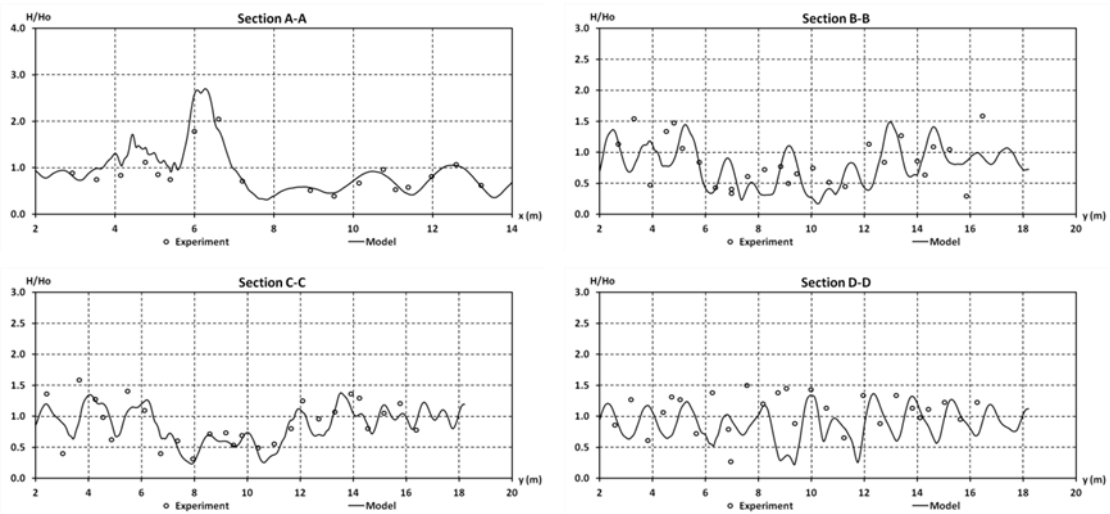 H/Ho
Section A-A
4.0
3.0
2.0
1.0
0.0
2 4 6 8 10 12 14
x (m)
Experiment Model
H/Ho
Section B-B
3.0
2.5
2.0
1.5
1.0
0.5
0.0
2 4 6 8 10 12 14 16 18 20
y (m)
Experiment Model
H/Ho
Section C-C
3.0
2.5
2.0
1.5
1.0
0.5
0.0
2 4 6 8 10 12 14 16 18 20
y (m)
Experiment Model
H/Ho
Section D-D
3.0
2.5
2.0
1.5
1.0
0.5
0.0
2 4 6 8 10 12 14 16 18 20
y (m)
Experiment Model